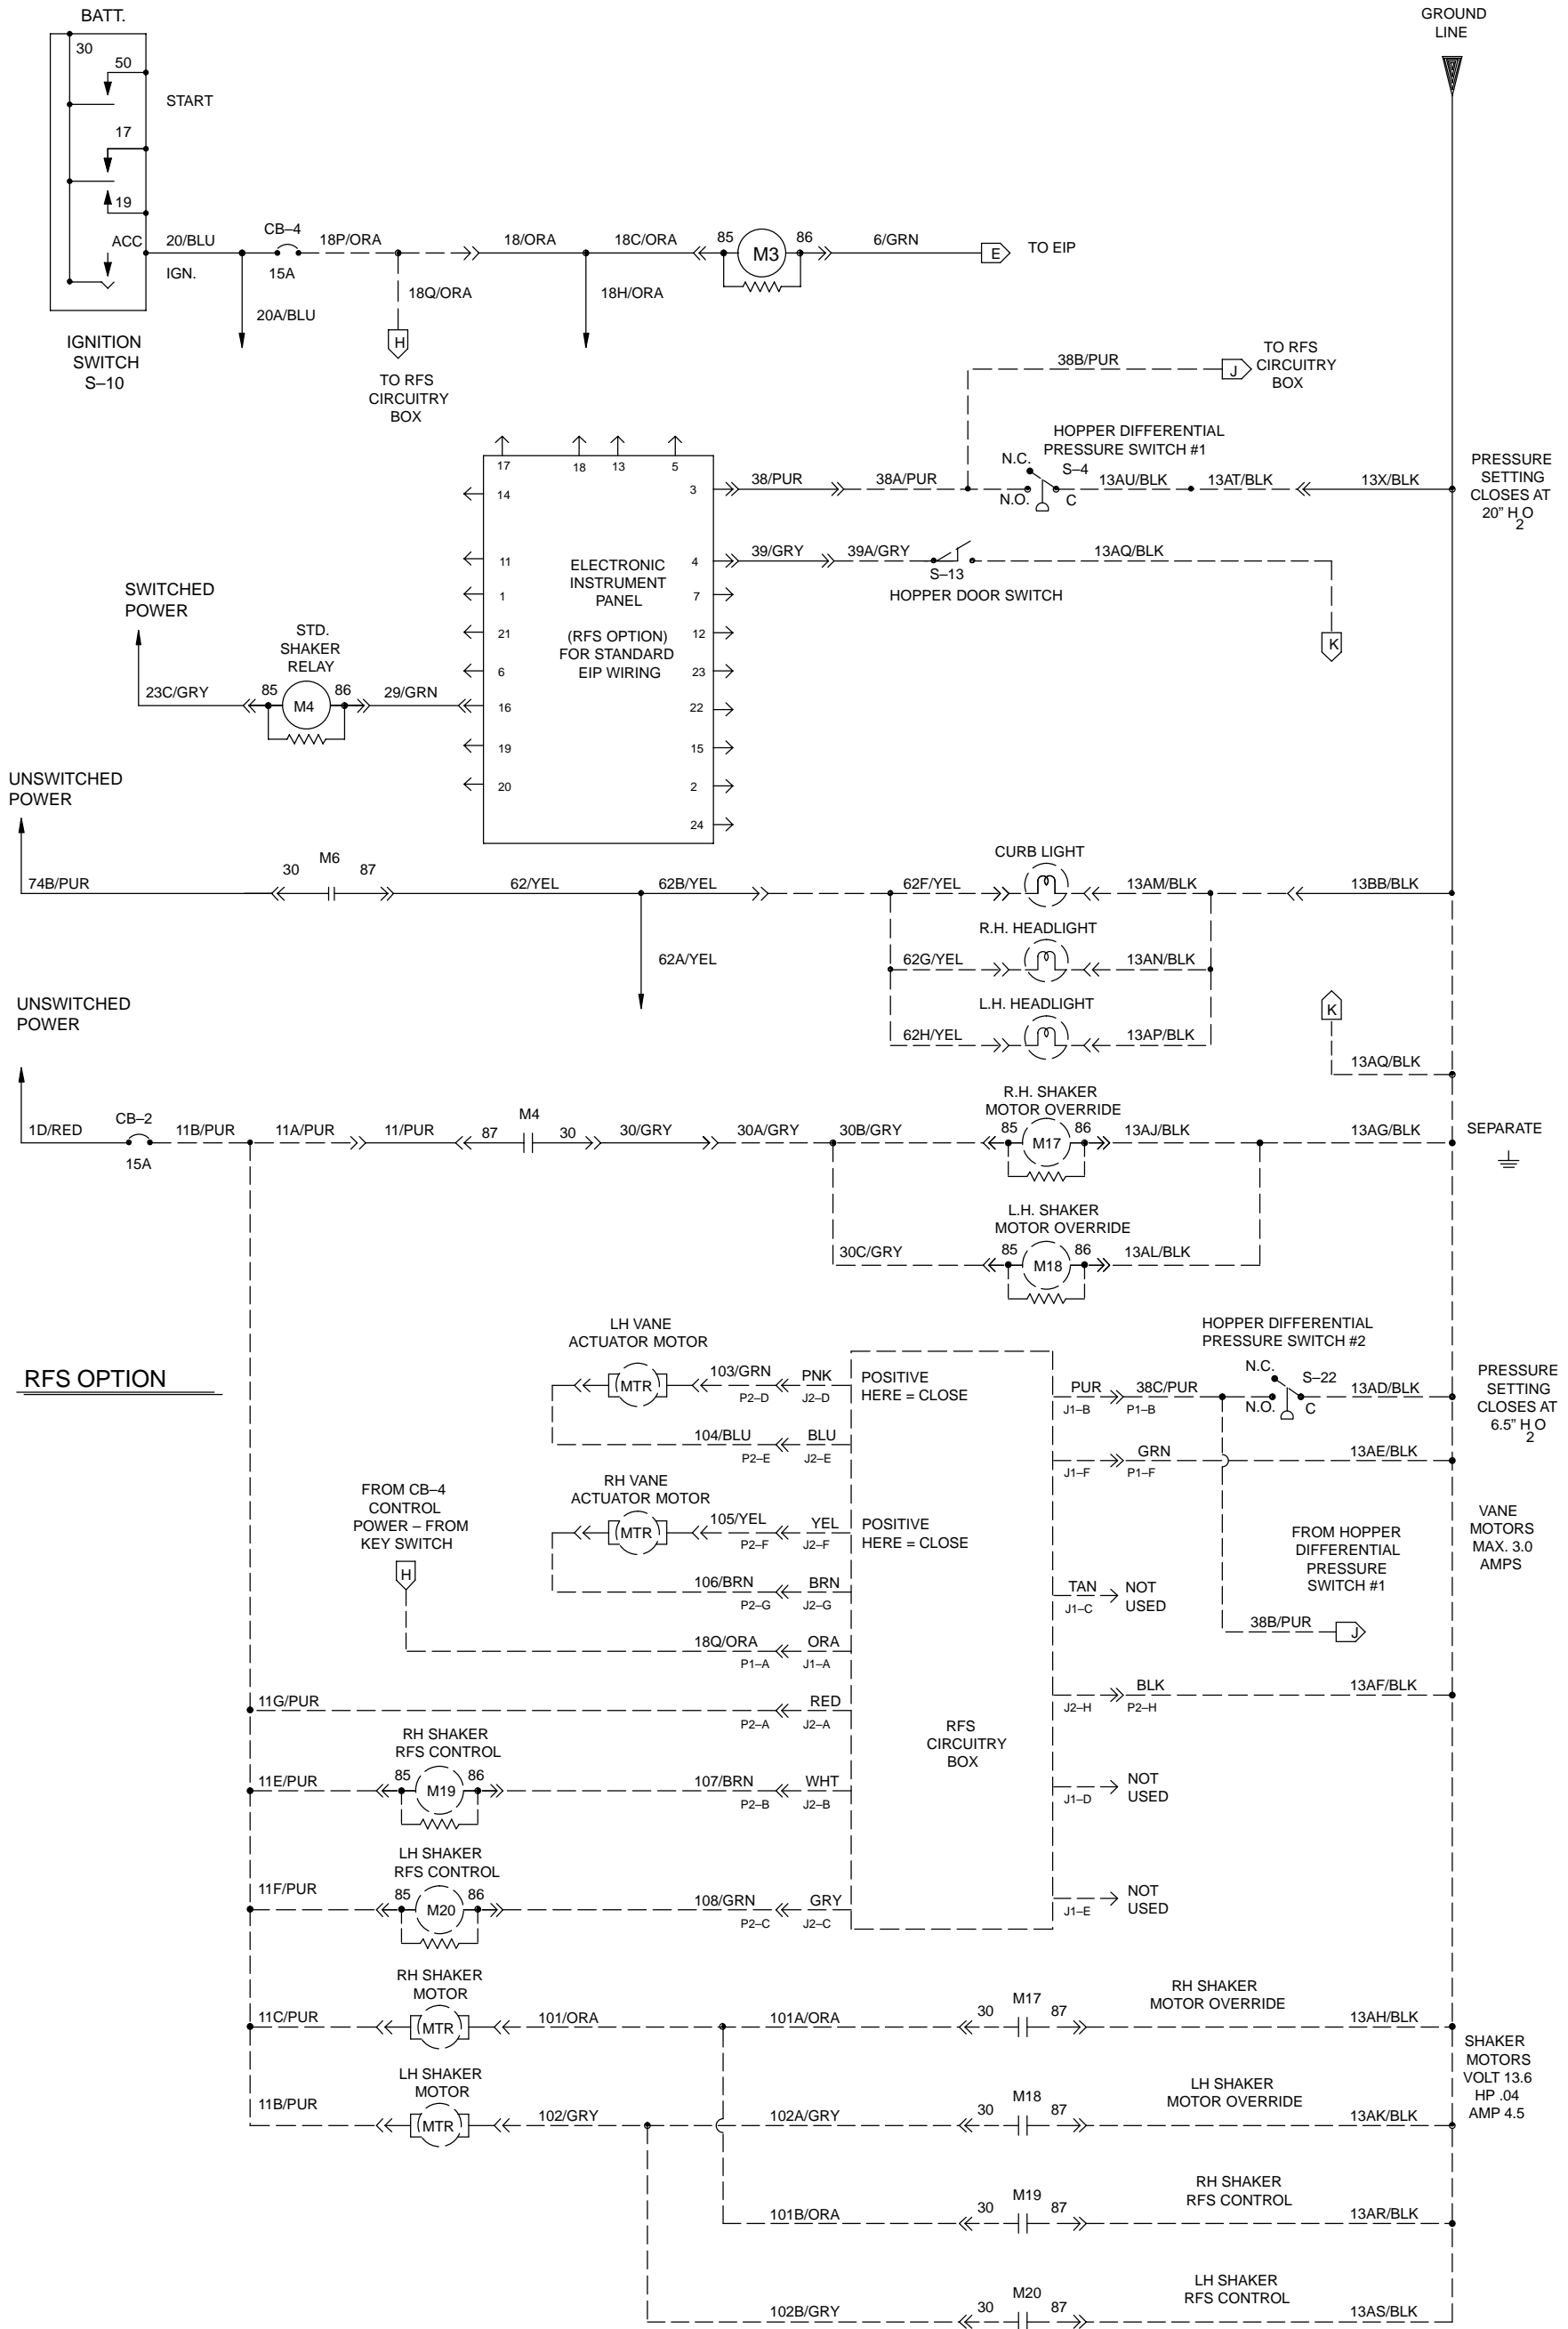 BATT.
GROUND
LINE
30
50
START
17
19
ACC
20/BLU
CB–4
18P/ORA
18/ORA
18C/ORA
85
M3
86
6/GRN
E
TO EIP
IGN.
15A
18Q/ORA
18H/ORA
20A/BLU
H
IGNITION
SWITCH
S–10
TO RFS
CIRCUITRY
BOX
38B/PUR
J
TO RFS
CIRCUITRY
BOX
HOPPER DIFFERENTIAL
PRESSURE SWITCH #1
N.C.
S–4
N.O.
C
17
18
13
5
3
38/PUR
38A/PUR
13AU/BLK
13AT/BLK
13X/BLK
PRESSURE
SETTING
CLOSES AT
20” H2O
14
11
1
21
6
16
19
20
ELECTRONIC
INSTRUMENT
PANEL
(RFS OPTION)
FOR STANDARD
EIP WIRING
4
7
12
23
22
15
2
24
39/GRY
39A/GRY
S–13
13AQ/BLK
HOPPER DOOR SWITCH
K
SWITCHED
POWER
STD.
SHAKER
RELAY
23C/GRY
85
M4
86
29/GRN
UNSWITCHED
POWER
74B/PUR
30
M6
87
62/YEL
62B/YEL
62A/YEL
CURB LIGHT
62F/YEL
13AM/BLK
13BB/BLK
R.H. HEADLIGHT
62G/YEL
13AN/BLK
L.H. HEADLIGHT
62H/YEL
13AP/BLK
K
13AQ/BLK
UNSWITCHED
POWER
1D/RED
CB–2
15A
11B/PUR
11A/PUR
11/PUR
87
M4
30
30/GRY
30A/GRY
30B/GRY
R.H. SHAKER
MOTOR OVERRIDE
85
M17
86
13AJ/BLK
13AG/BLK
SEPARATE
30C/GRY
L.H. SHAKER
MOTOR OVERRIDE
85
M18
86
13AL/BLK
RFS OPTION
LH VANE
ACTUATOR MOTOR
MTR
103/GRN
P2–D
PNK
J2–D
POSITIVE
HERE = CLOSE
104/BLU
P2–E
BLU
J2–E
RH VANE
ACTUATOR MOTOR
MTR
105/YEL
P2–F
YEL
J2–F
POSITIVE
HERE = CLOSE
106/BRN
P2–G
BRN
J2–G
FROM CB–4
CONTROL
POWER – FROM
KEY SWITCH
H
18Q/ORA
P1–A
ORA
J1–A
11G/PUR
P2–A
RED
J2–A
RFS
CIRCUITRY
BOX
HOPPER DIFFERENTIAL
PRESSURE SWITCH #2
N.C.
S–22
N.O.
C
PUR
J1–B
38C/PUR
P1–B
13AD/BLK
PRESSURE
SETTING
CLOSES AT
6.5” H2O
J1–F
GRN
P1–F
13AE/BLK
FROM HOPPER
DIFFERENTIAL
PRESSURE
SWITCH #1
38B/PUR
J
VANE
MOTORS
MAX. 3.0
AMPS
TAN
J1–C
NOT
USED
J2–H
BLK
P2–H
13AF/BLK
J1–D
NOT
USED
J1–E
NOT
USED
RH SHAKER
RFS CONTROL
11E/PUR
85
M19
86
107/BRN
P2–B
WHT
J2–B
LH SHAKER
RFS CONTROL
11F/PUR
85
M20
86
108/GRN
P2–C
GRY
J2–C
RH SHAKER
MOTOR
11C/PUR
MTR
101/ORA
101A/ORA
30
M17
87
RH SHAKER
MOTOR OVERRIDE
13AH/BLK
LH SHAKER
MOTOR
11B/PUR
MTR
102/GRY
102A/GRY
30
M18
87
LH SHAKER
MOTOR OVERRIDE
13AK/BLK
SHAKER
MOTORS
VOLT 13.6
HP .04
AMP 4.5
101B/ORA
30
M19
87
RH SHAKER
RFS CONTROL
13AR/BLK
102B/GRY
30
M20
87
LH SHAKER
RFS CONTROL
13AS/BLK